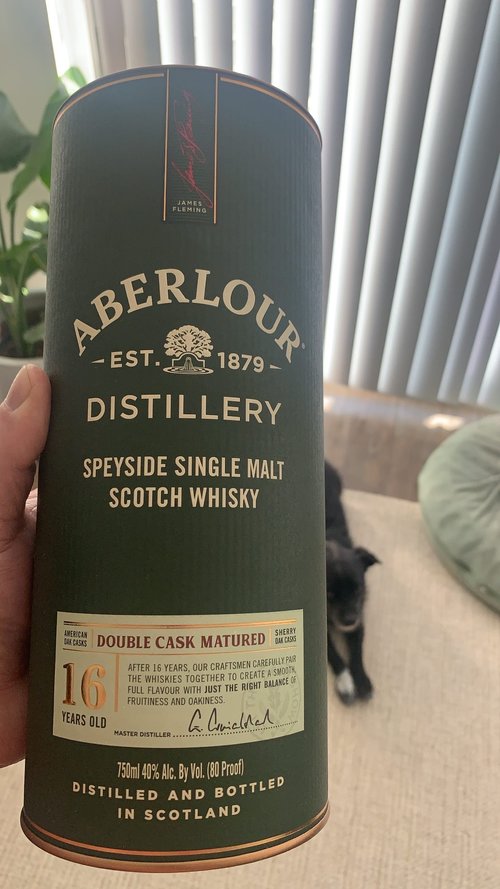 James Fleming
JAMES
FLEMING
ABERLOUR
EST. 1879
DISTILLERY
SPEYSIDE SINGLE MALT
SCOTCH WHISKY
AMERICAN
OAK CASKS
DOUBLE CASK MATURED
SHERRY
OAK CASKS
16
YEARS OLD
AFTER 16 YEARS, OUR CRAFTSMEN CAREFULLY PAIR
THE WHISKIES TOGETHER TO CREATE A SMOOTH,
FULL FLAVOUR WITH JUST THE RIGHT BALANCE OF
FRUITINESS AND OAKINESS.
MASTER DISTILLER
750ml 40% Alc. By Vol. (80 Proof)
DISTILLED AND BOTTLED
IN SCOTLAND